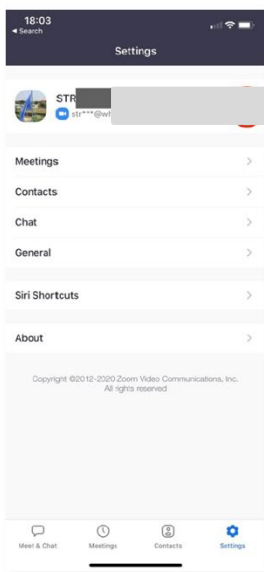 18:03
◀ Search
Settings
STR
str***@wh
Meetings
Contacts
Chat
General
Siri Shortcuts
About
Copyright ©2012-2020 Zoom Video Communications, Inc.
All rights reserved
Meet & Chat
Meetings
Contacts
Settings